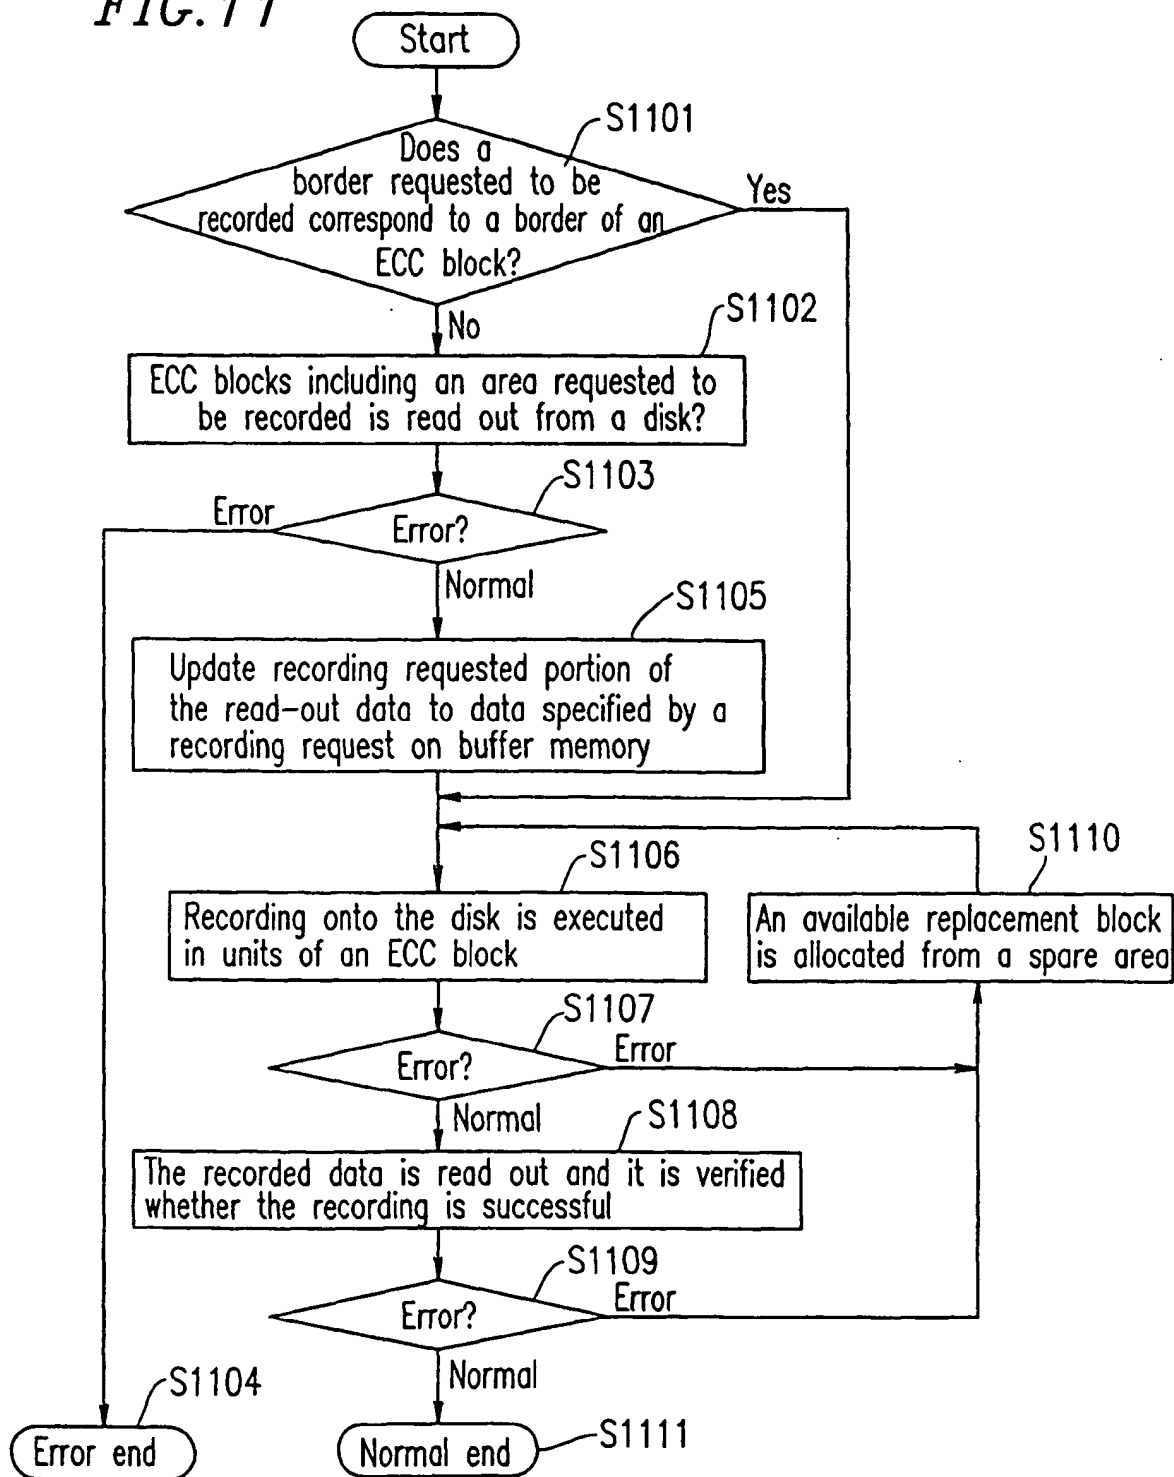 FIG. 11
Start
S1101
Does a
border requested to be
recorded correspond to a border of an
ECC block?
Yes
No
S1102
ECC blocks including an area requested to
be recorded is read out from a disk?
S1103
Error
Error?
Normal
S1105
Update recording requested portion of
the read-out data to data specified by a
recording request on buffer memory
S1106
S1110
Recording onto the disk is executed
in units of an ECC block
An available replacement block
is allocated from a spare area
S1107
Error?
Error
Normal
S1108
The recorded data is read out and it is verified
whether the recording is successful
S1109
Error?
Error
Normal
S1104
Error end
Normal end
S1111